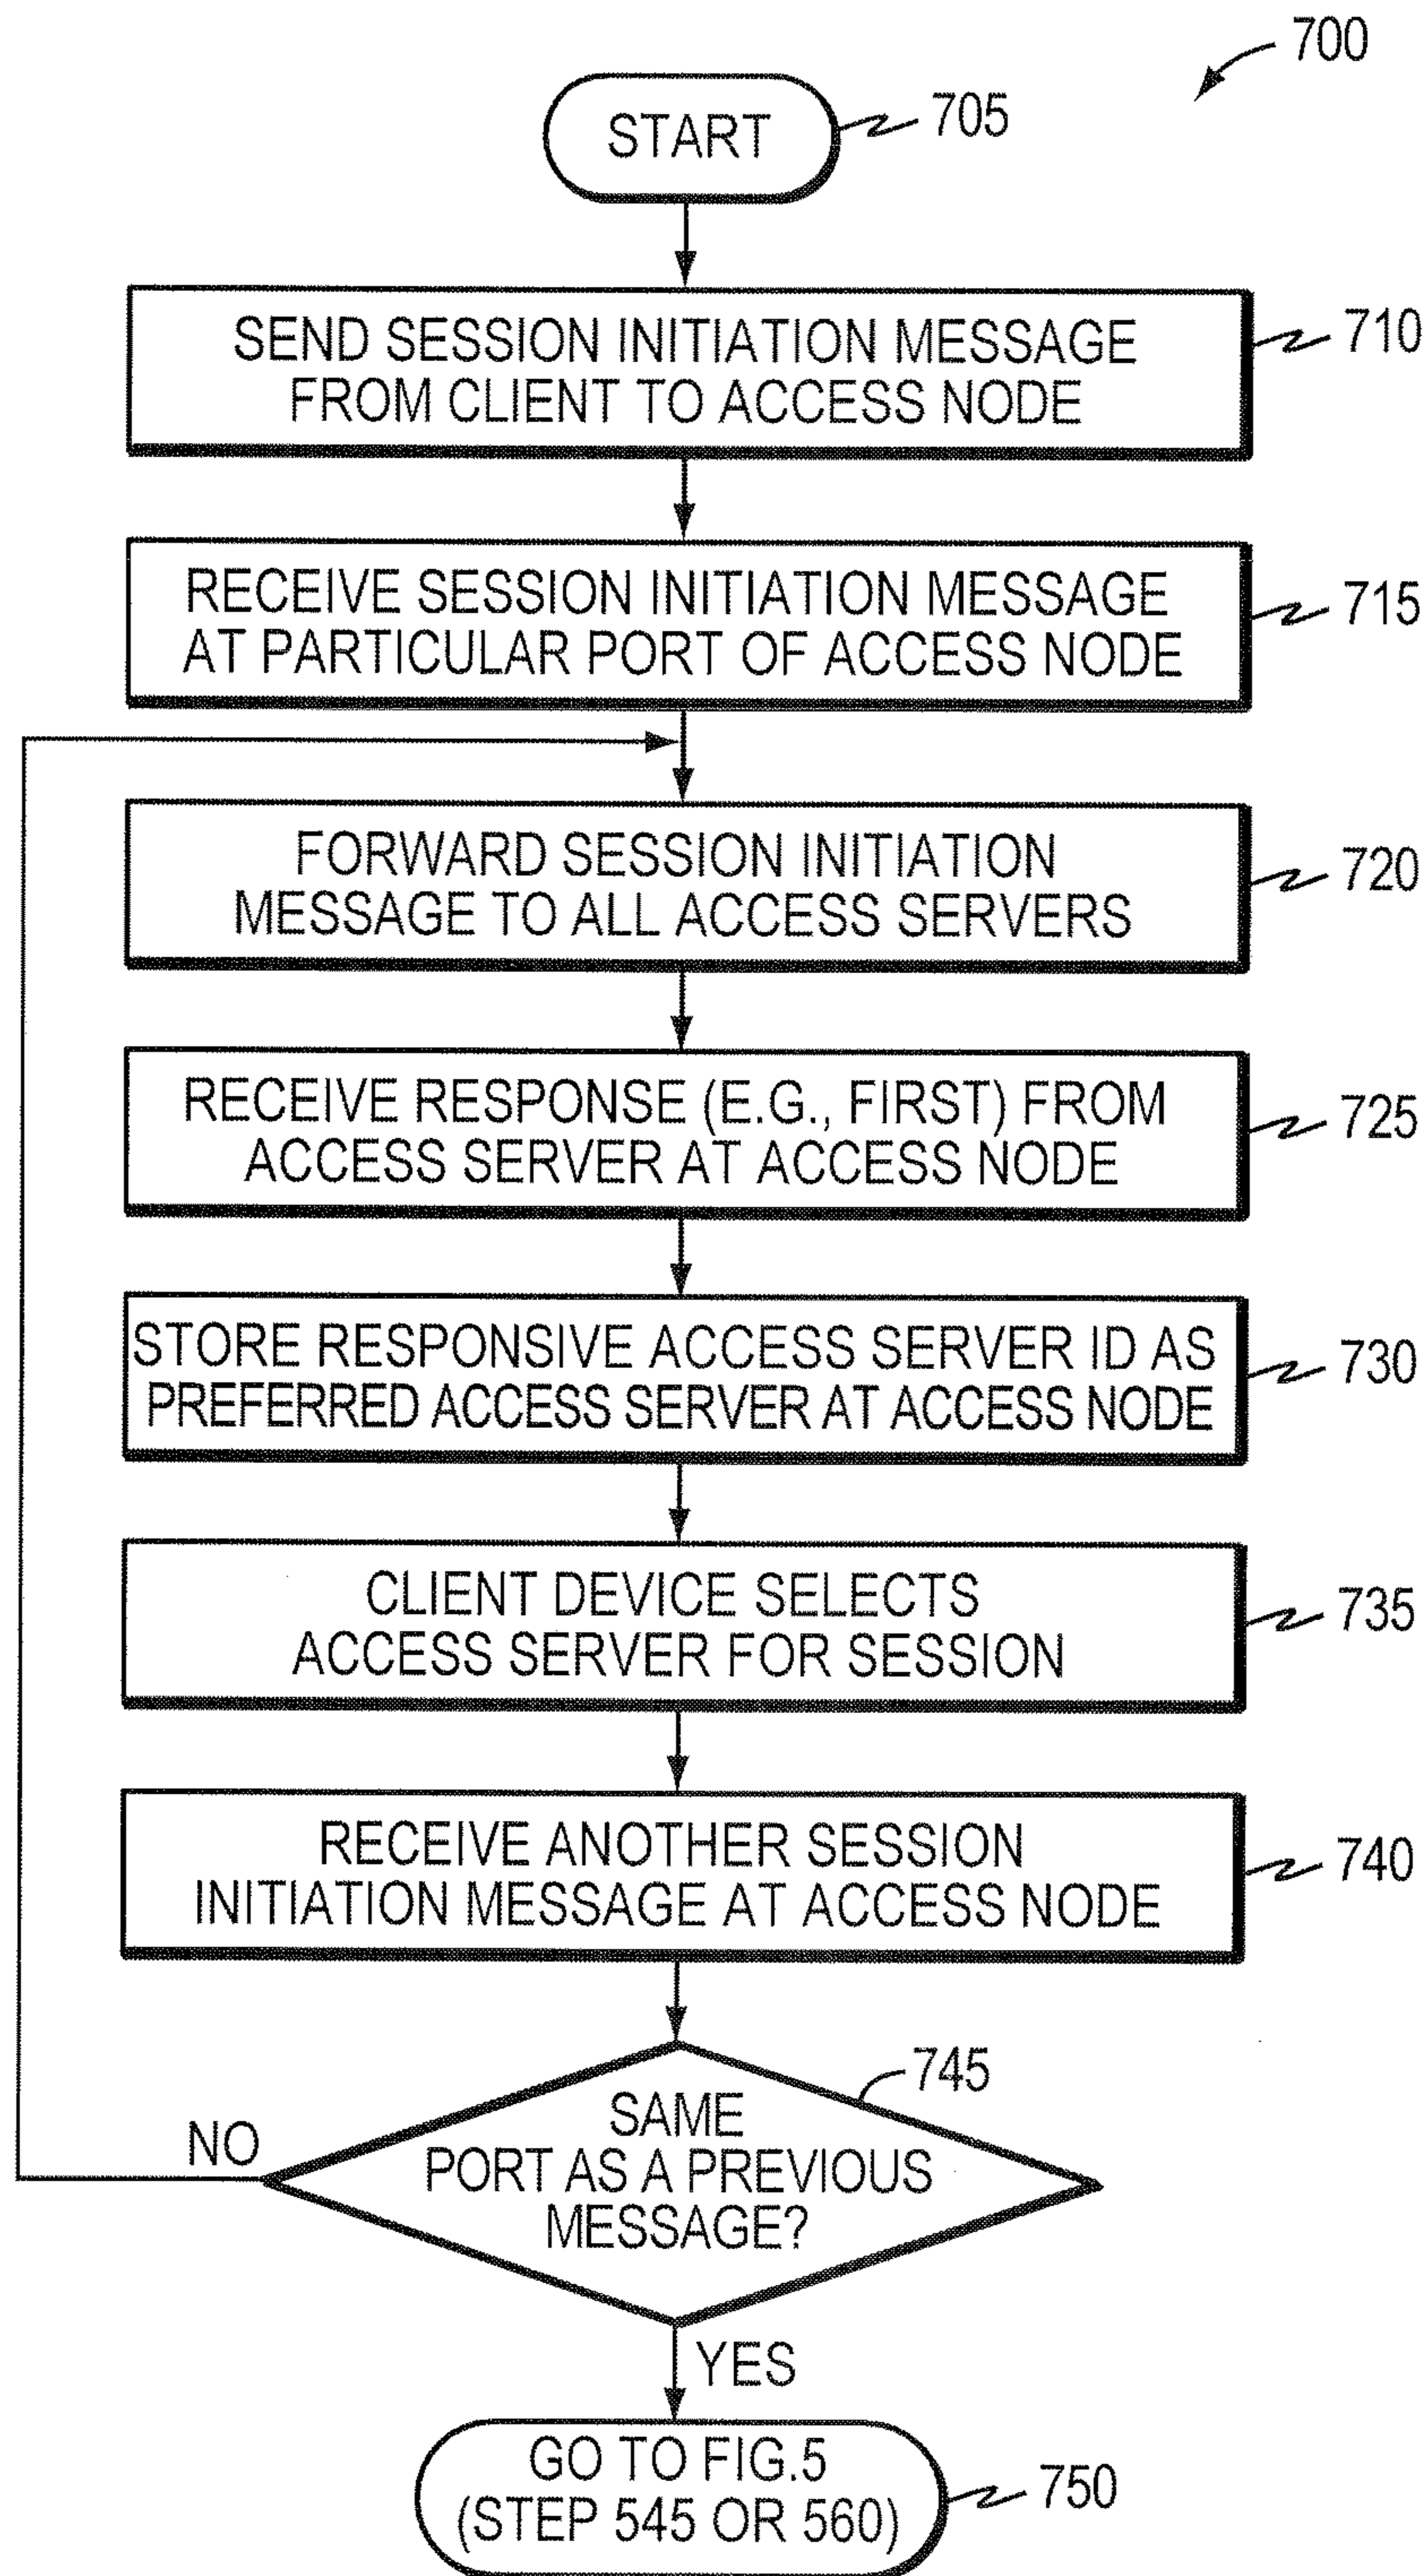 700
START
705
SEND SESSION INITIATION MESSAGE
FROM CLIENT TO ACCESS NODE
710
RECEIVE SESSION INITIATION MESSAGE
AT PARTICULAR PORT OF ACCESS NODE
715
FORWARD SESSION INITIATION
MESSAGE TO ALL ACCESS SERVERS
720
RECEIVE RESPONSE (E.G., FIRST) FROM
ACCESS SERVER AT ACCESS NODE
725
STORE RESPONSIVE ACCESS SERVER ID AS
PREFERRED ACCESS SERVER AT ACCESS NODE
730
CLIENT DEVICE SELECTS
ACCESS SERVER FOR SESSION
735
RECEIVE ANOTHER SESSION
INITIATION MESSAGE AT ACCESS NODE
740
745
SAME
PORT AS A PREVIOUS
MESSAGE?
NO
YES
GO TO FIG.5
(STEP 545 OR 560)
750